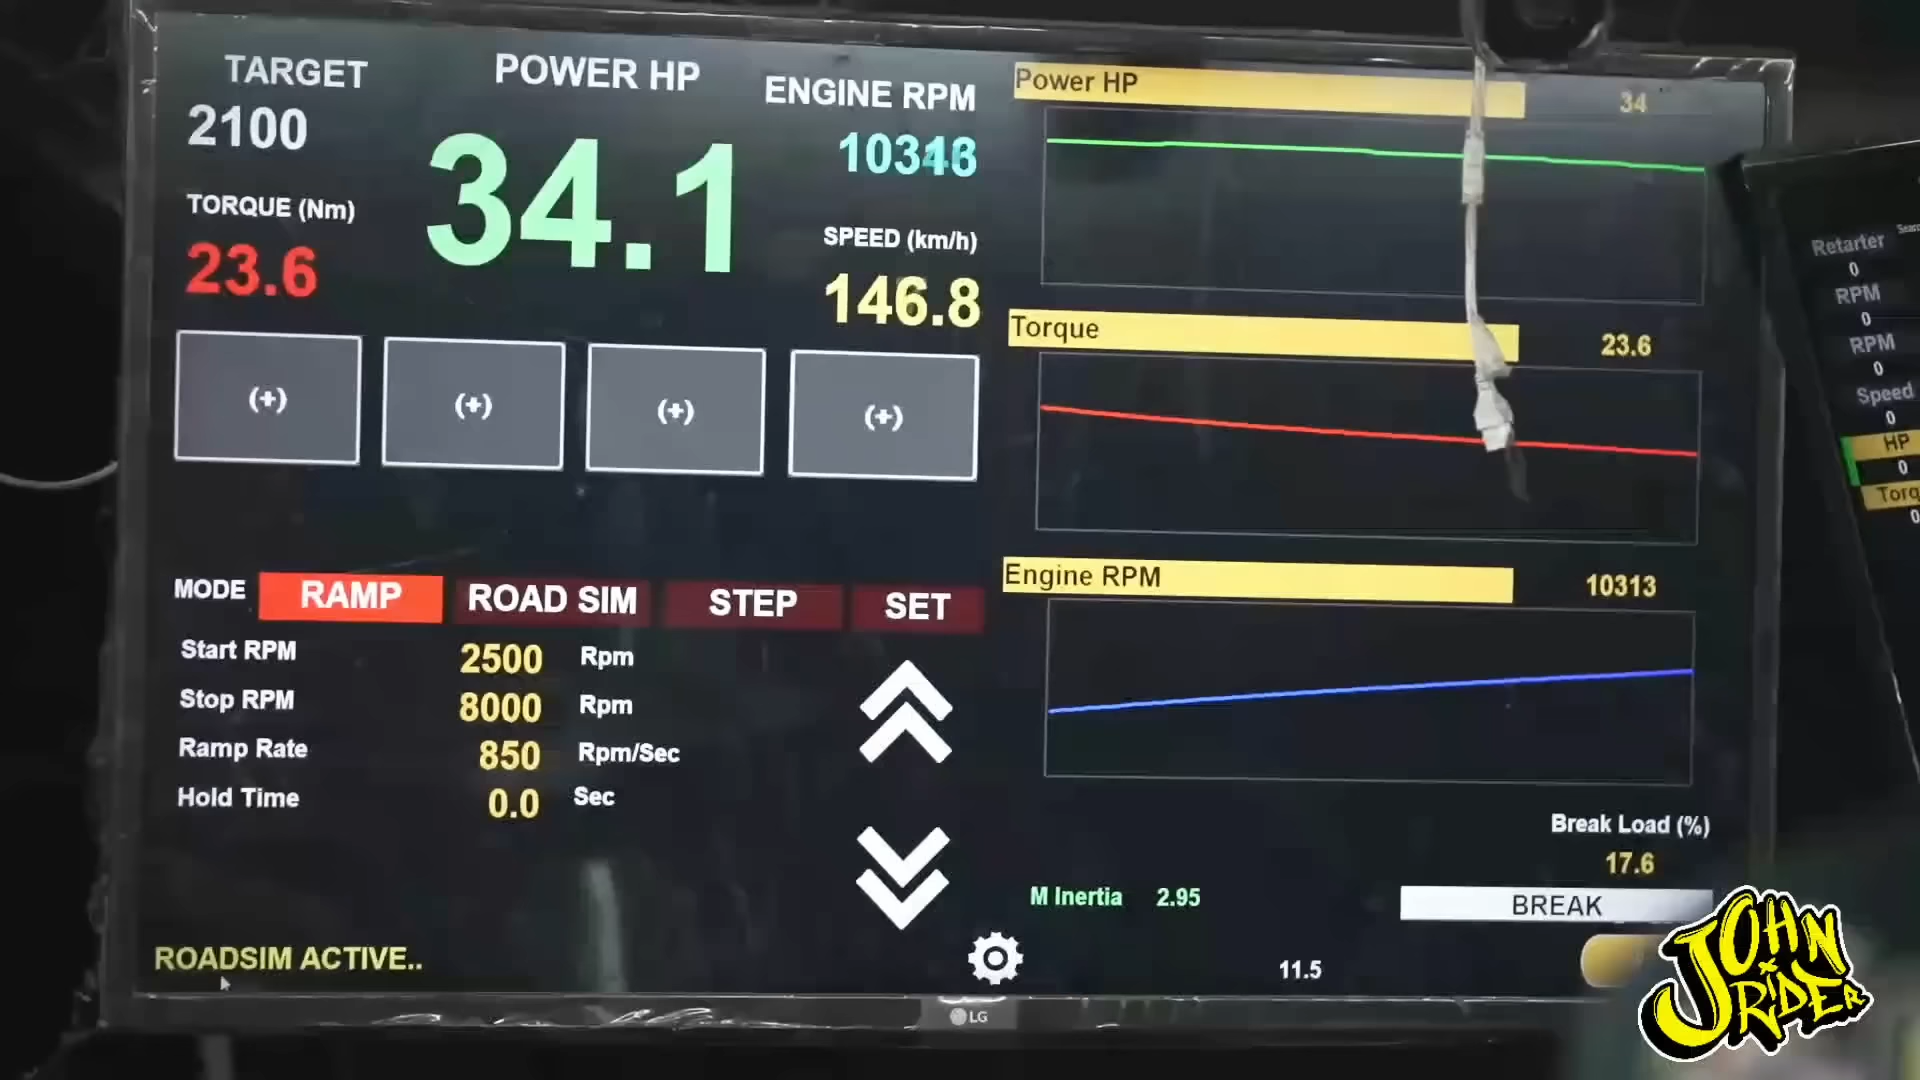 TARGET
2100
POWER HP
34.1
ENGINE RPM
TORQUE (Nm)
23.6
SPEED (km/h)
146.8
(+) (+) (+) (+)
MODE RAMP ROAD SIM STEP SET
Start RPM 2500 Rpm
Stop RPM 8000 Rpm
Ramp Rate 850 Rpm/Sec
Hold Time 0.0 Sec
ROADSIM ACTIVE..
Power HP 34
Torque 23.6
Engine RPM 10313
Break Load (%)
17.6
M Inertia 2.95
BREAK
11.5
LG
Retarter
0
RPM
0
RPM
0
Speed
0
HP
0
JOHN RIDER